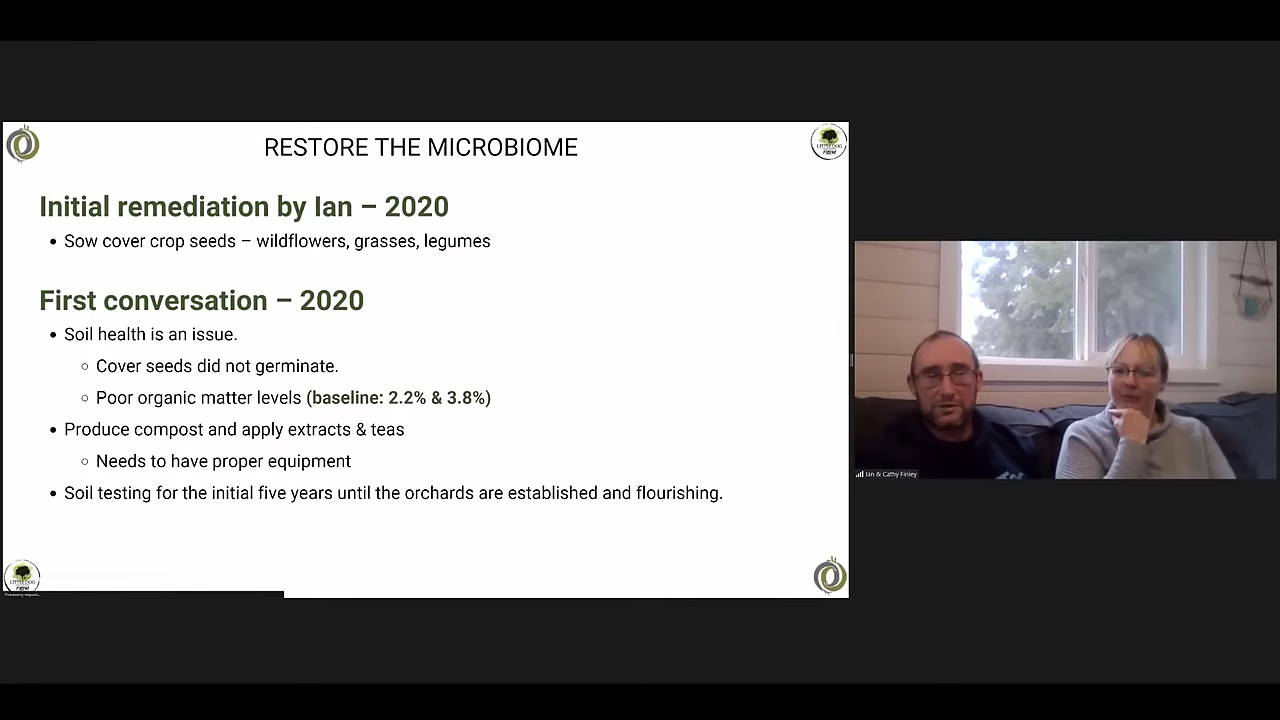 RESTORE THE MICROBIOME
Initial remediation by Ian – 2020
• Sow cover crop seeds – wildflowers, grasses, legumes
First conversation – 2020
• Soil health is an issue.
○ Cover seeds did not germinate.
○ Poor organic matter levels (baseline: 2.2% & 3.8%)
• Produce compost and apply extracts & teas
○ Needs to have proper equipment
• Soil testing for the initial five years until the orchards are established and flourishing.
Ian & Cathy Finley